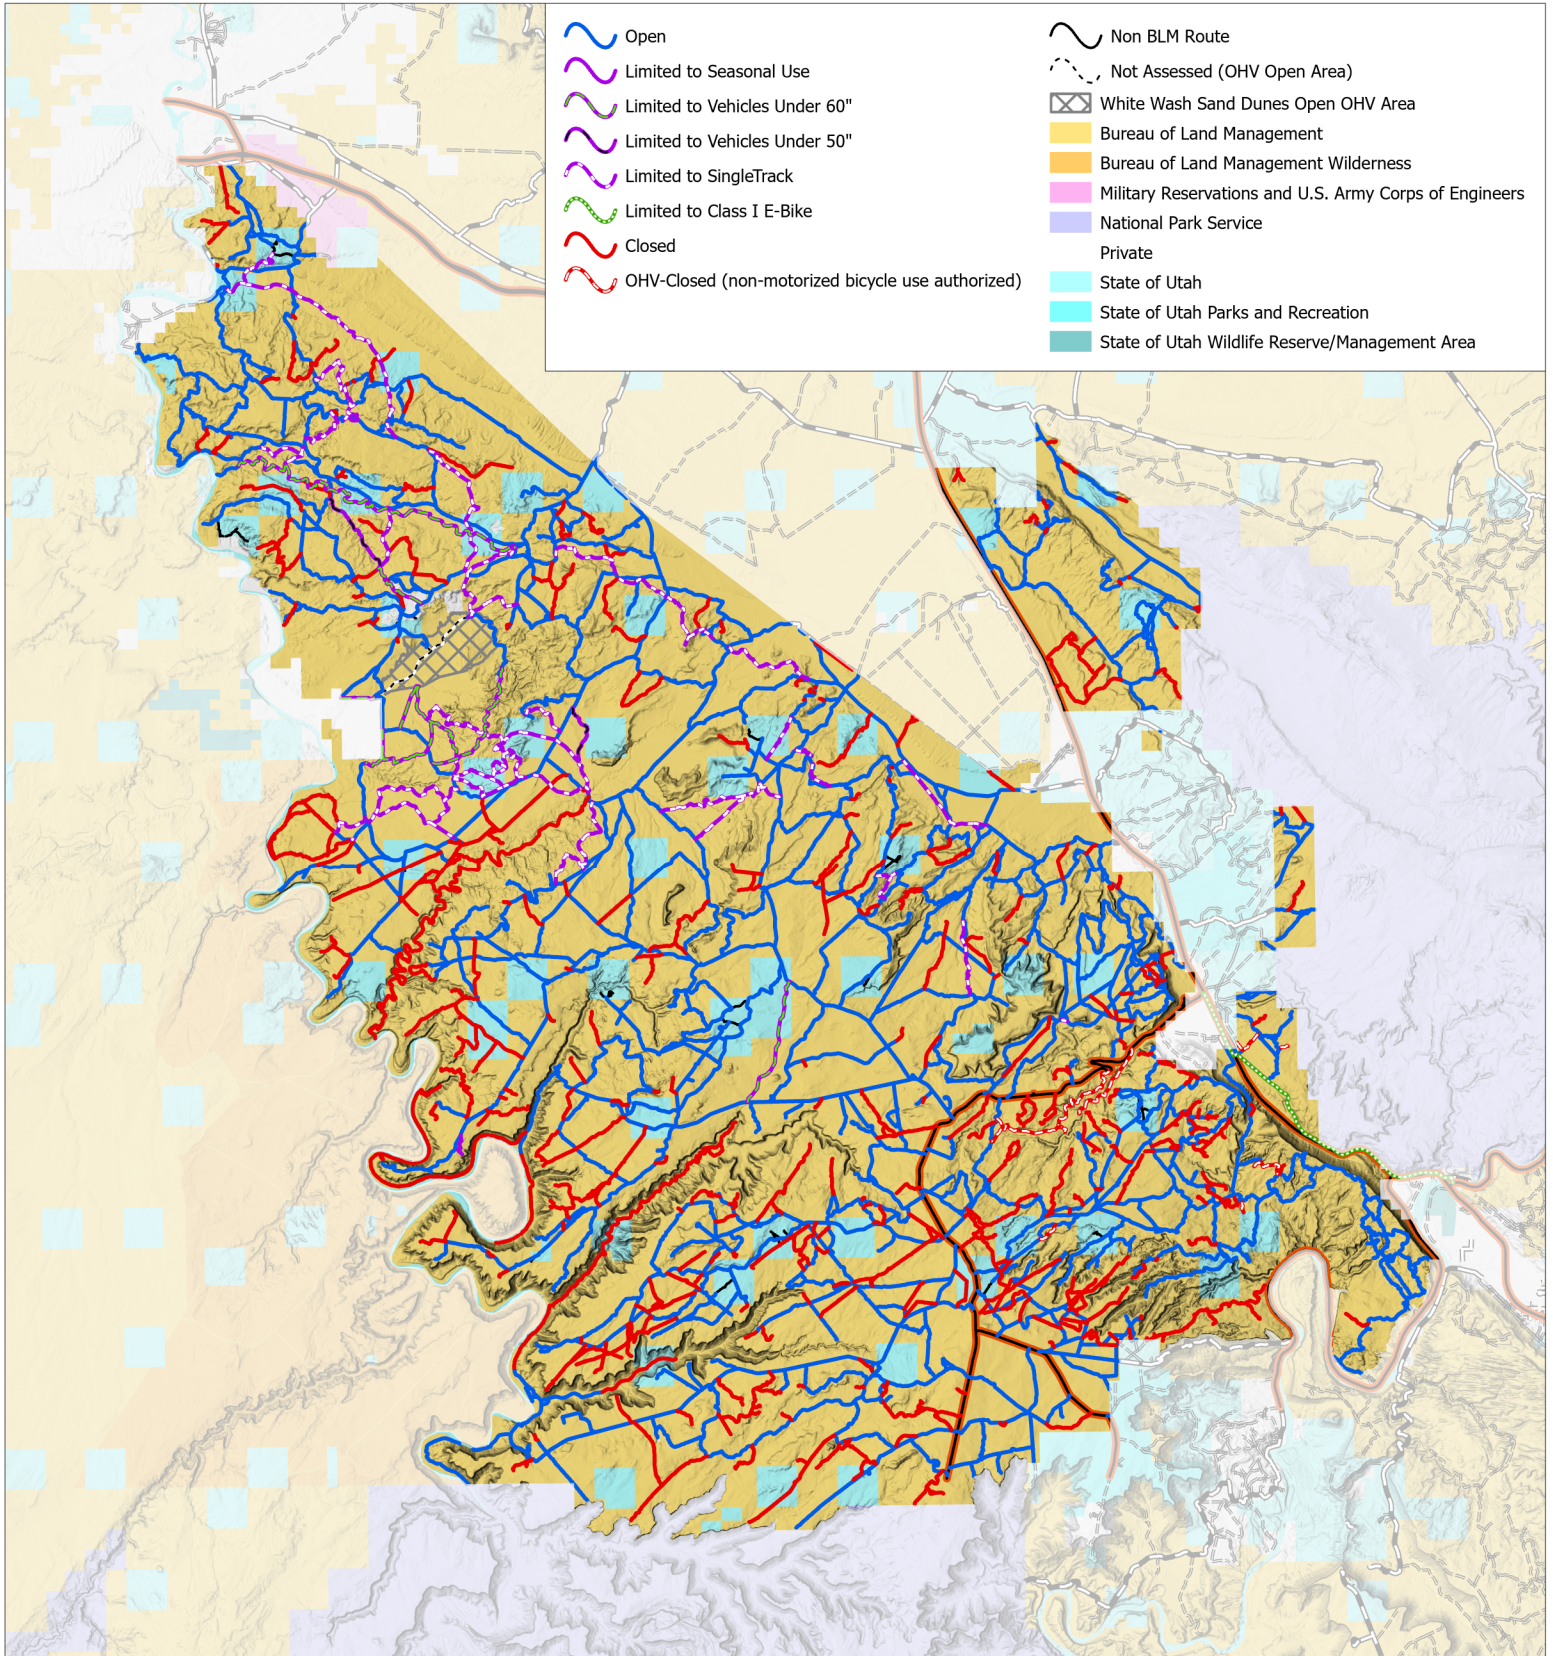 Open
Limited to Seasonal Use
Limited to Vehicles Under 60"
Limited to Vehicles Under 50"
Limited to SingleTrack
Limited to Class I E-Bike
Closed
OHV-Closed (non-motorized bicycle use authorized)
Non BLM Route
Not Assessed (OHV Open Area)
White Wash Sand Dunes Open OHV Area
Bureau of Land Management
Bureau of Land Management Wilderness
Military Reservations and U.S. Army Corps of Engineers
National Park Service
Private
State of Utah
State of Utah Parks and Recreation
State of Utah Wildlife Reserve/Management Area